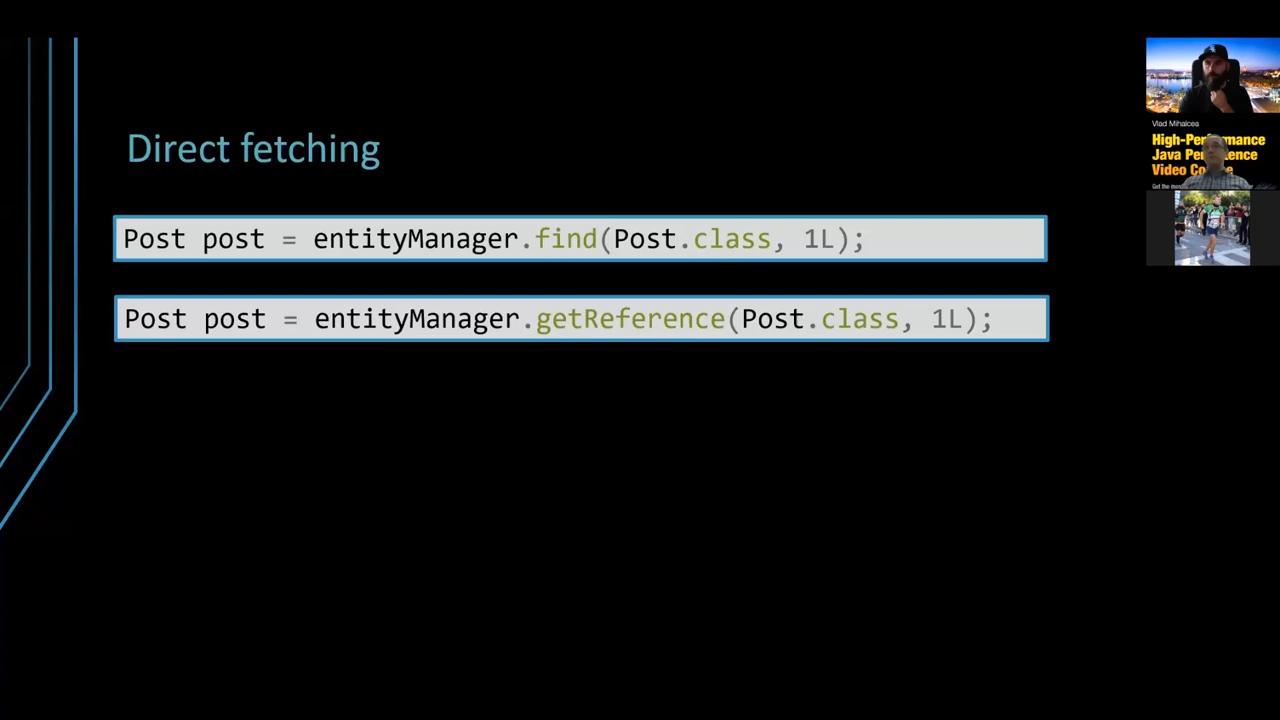 Direct fetching
Post post = entityManager.find(Post.class, 1L);
Post post = entityManager.getReference(Post.class, 1L);
Vlad Mihalcea
High-Performance
Java Persistence
Video Course